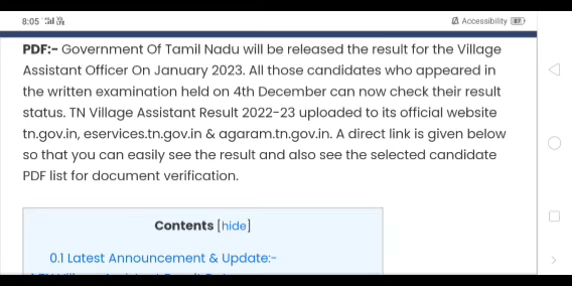 8:05
Accessibility
PDF:- Government Of Tamil Nadu will be released the result for the Village
Assistant Officer On January 2023. All those candidates who appeared in
the written examination held on 4th December can now check their result
status. TN Village Assistant Result 2022-23 uploaded to its official website
tn.gov.in, eservices.tn.gov.in & agaram.tn.gov.in. A direct link is given below
so that you can easily see the result and also see the selected candidate
PDF list for document verification.
Contents [hide]
0.1 Latest Announcement & Update:-